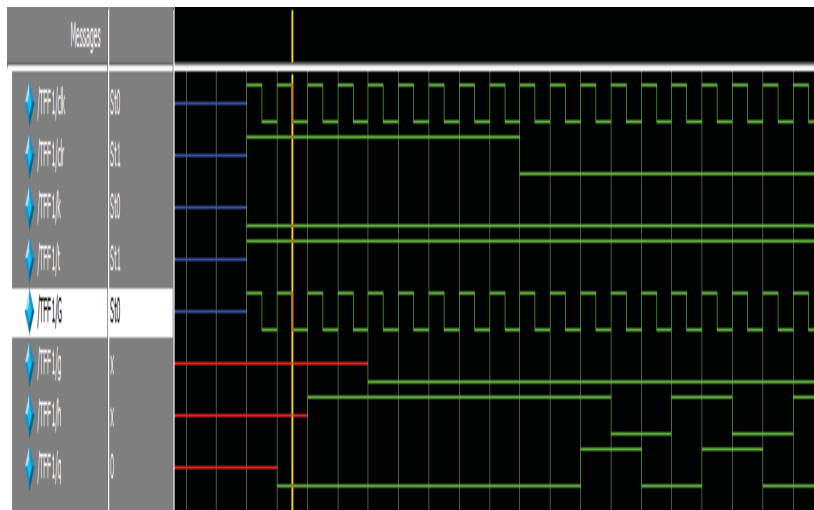 Messages
/TFF1/clk St0
/TFF1/clr St1
/TFF1/k St0
/TFF1/t St1
/TFF1/G St0
/TFF1/g x
/TFF1/h x
/TFF1/q 0